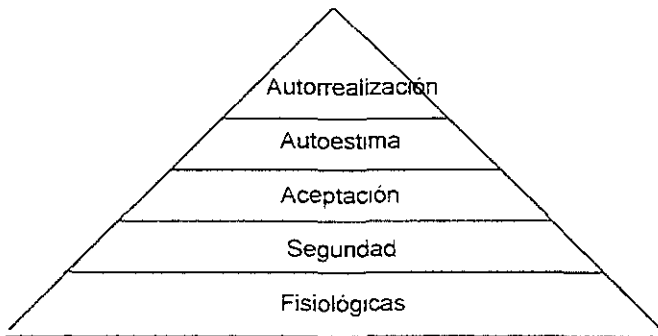 Autorrealización
Autoestima
Aceptación
Segundad
Fisiológicas